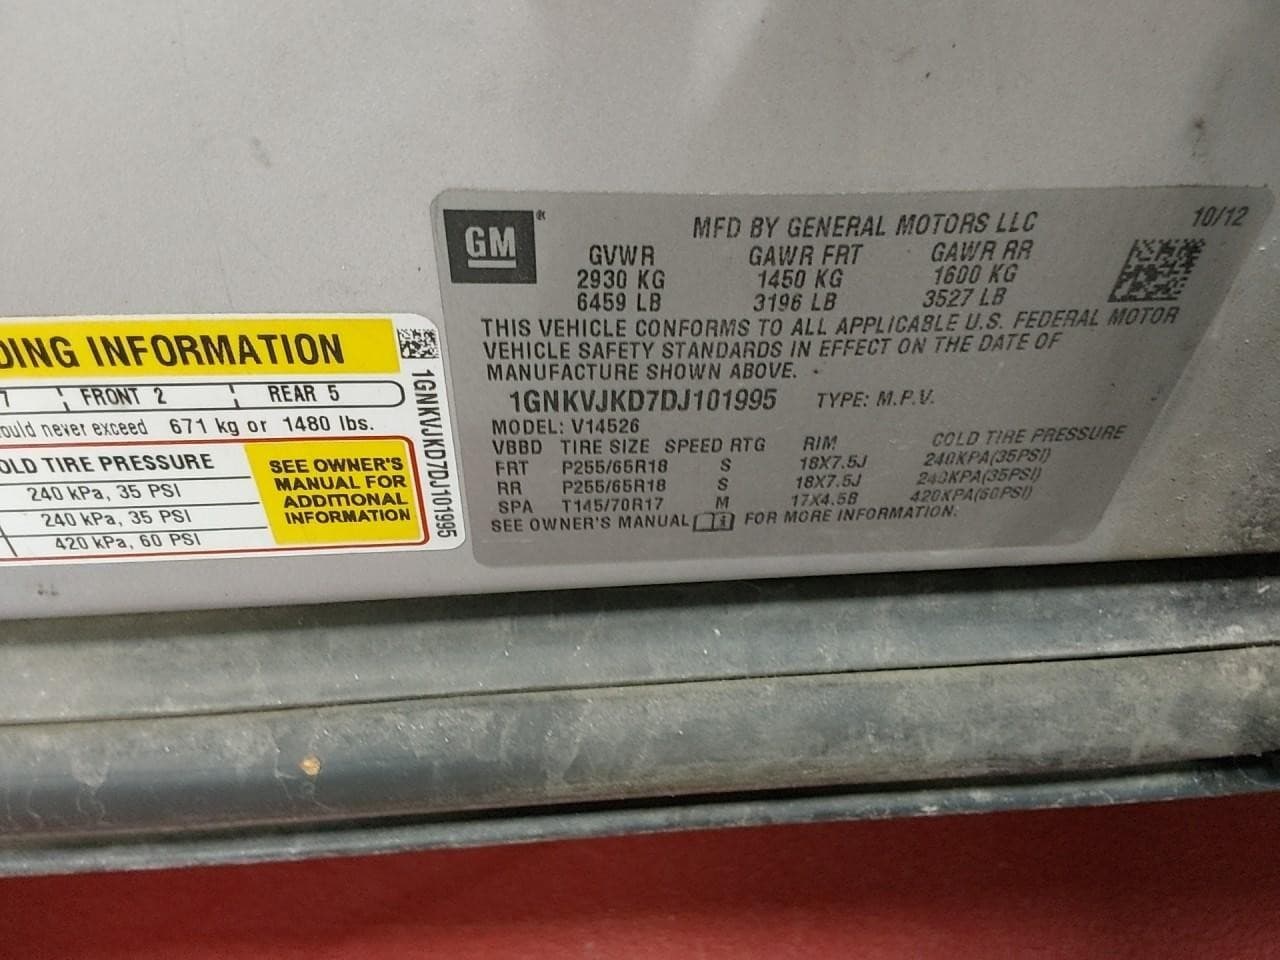 GM®
MFD BY GENERAL MOTORS LLC 10/12
GVWR GAWR FRT GAWR RR
2930 KG 1450 KG 1600 KG
6459 LB 3196 LB 3527 LB
THIS VEHICLE CONFORMS TO ALL APPLICABLE U.S. FEDERAL MOTOR
VEHICLE SAFETY STANDARDS IN EFFECT ON THE DATE OF
MANUFACTURE SHOWN ABOVE.
1GNKVJKD7DJ101995 TYPE: M.P.V.
MODEL: V14526
VBBD TIRE SIZE SPEED RTG RIM COLD TIRE PRESSURE
FRT P255/65R18 S 18X7.5J 240KPA(35PSI)
RR P255/65R18 S 18X7.5J 240KPA(35PSI)
SPA T145/70R17 M 17X4.5B 420KPA(60PSI)
SEE OWNER'S MANUAL FOR MORE INFORMATION.
DING INFORMATION
7 FRONT 2 REAR 5
ould never exceed 671 kg or 1480 lbs.
OLD TIRE PRESSURE
240 kPa, 35 PSI
240 kPa, 35 PSI
420 kPa, 60 PSI
SEE OWNER'S
MANUAL FOR
ADDITIONAL
INFORMATION
1GNKVJKD7DJ101995